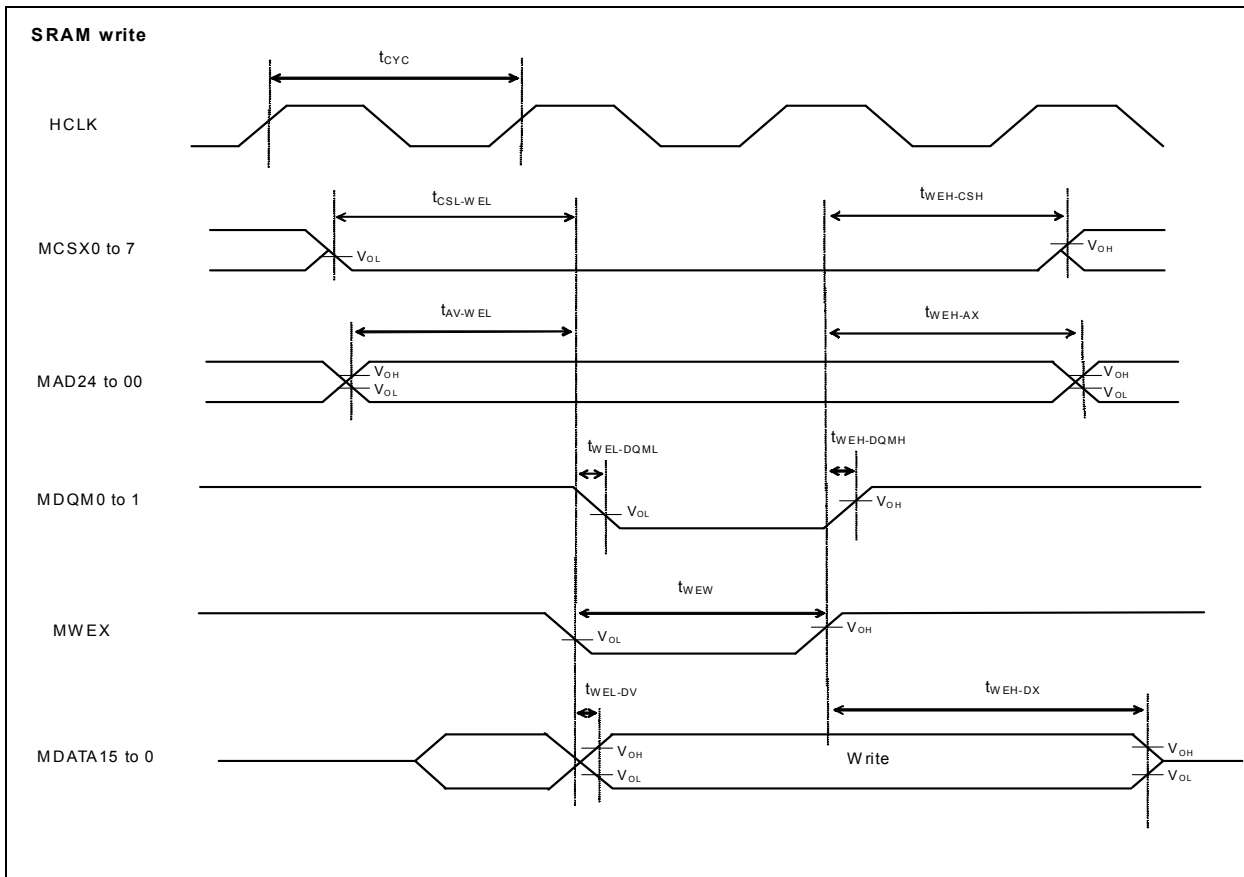 SRAM write
tCYC
HCLK
tCSL-WEL
tWEH-CSH
MCSX0 to 7
VOL
VOH
tAV-WEL
tWEH-AX
MAD24 to 00
VOH
VOL
VOH
VOL
tWEL-DQML
tWEH-DQMH
MDQM0 to 1
VOL
VOH
tWEW
MWEX
VOL
VOH
tWEL-DV
tWEH-DX
MDATA15 to 0
VOH
VOL
Write
VOH
VOL